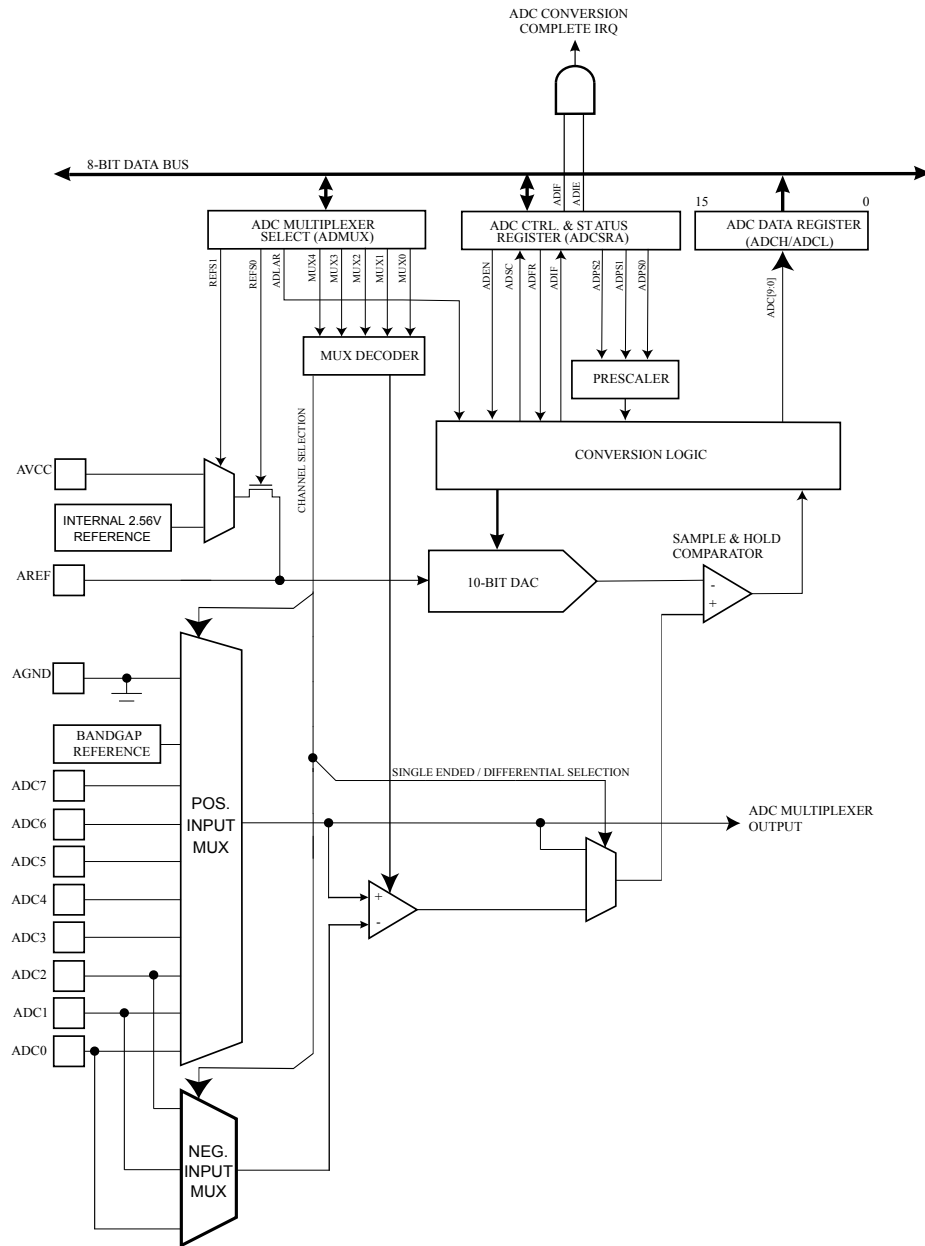 ADC CONVERSION
COMPLETE IRQ
8-BIT DATA BUS
ADIF
ADIE
15
0
ADC MULTIPLEXER
SELECT (ADMUX)
ADC CTRL. & STATUS
REGISTER (ADCSRA)
ADC DATA REGISTER
(ADCH/ADCL)
REFS1
REFS0
ADLAR
MUX4
MUX3
MUX2
MUX1
MUX0
ADEN
ADSC
ADFR
ADIF
ADPS2
ADPS1
ADPS0
ADC[9:0]
MUX DECODER
PRESCALER
CHANNEL SELECTION
CONVERSION LOGIC
AVCC
INTERNAL 2.56V
REFERENCE
SAMPLE & HOLD
COMPARATOR
AREF
10-BIT DAC
-
+
AGND
BANDGAP
REFERENCE
SINGLE ENDED / DIFFERENTIAL SELECTION
ADC7
ADC6
ADC5
ADC4
ADC3
ADC2
ADC1
ADC0
POS.
INPUT
MUX
ADC MULTIPLEXER
OUTPUT
+
-
NEG.
INPUT
MUX